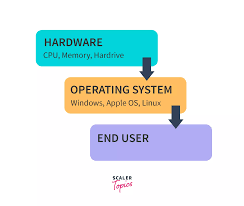 HARDWARE
CPU, Memory, Hardrive
OPERATING SYSTEM
Windows, Apple OS, Linux
END USER
SCALER
Topics